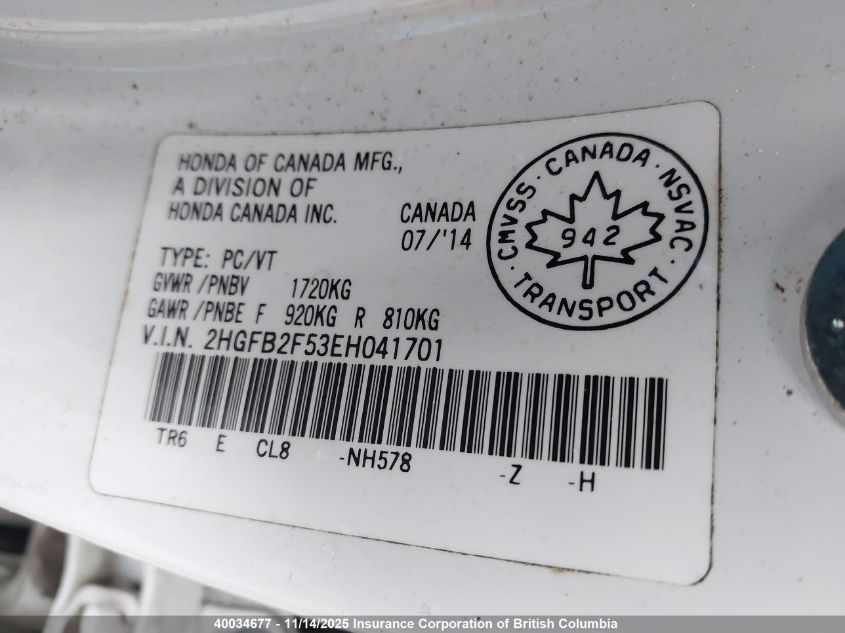 HONDA OF CANADA MFG.,
A DIVISION OF
HONDA CANADA INC.
CANADA
07/'14
TYPE: PC/VT
GVWR/PNBV 1720KG
GAWR/PNBE F 920KG R 810KG
V.I.N. 2HGFB2F53EH041701
TR6 E CL8 -NH578 -Z -H
CMVSS · CANADA · NSVAC ·
942
TRANSPORT ·
40034677 - 11/14/2025 Insurance Corporation of British Columbia